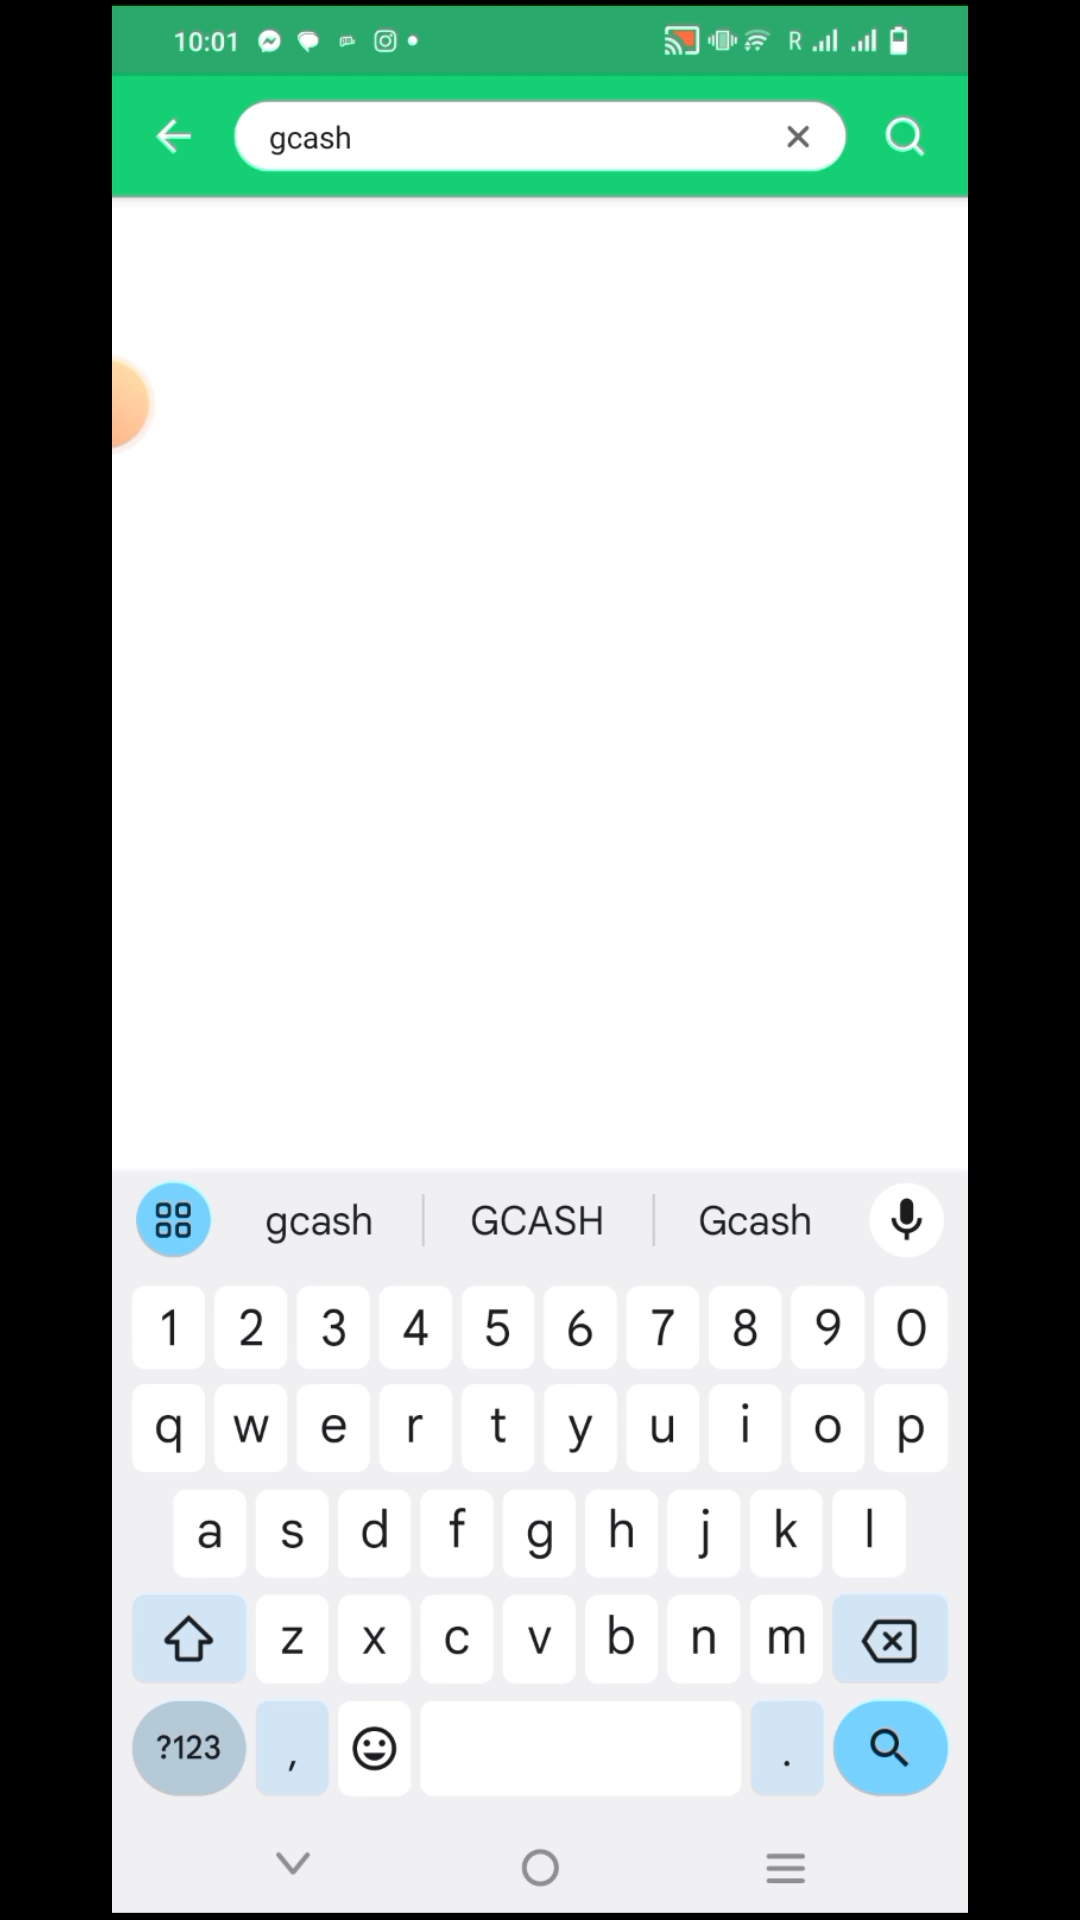 10:01 R
gcash
gcash GCASH Gcash
1 2 3 4 5 6 7 8 9 0
q w e r t y u i o p
a s d f g h j k l
z x c v b n m
?123 , .